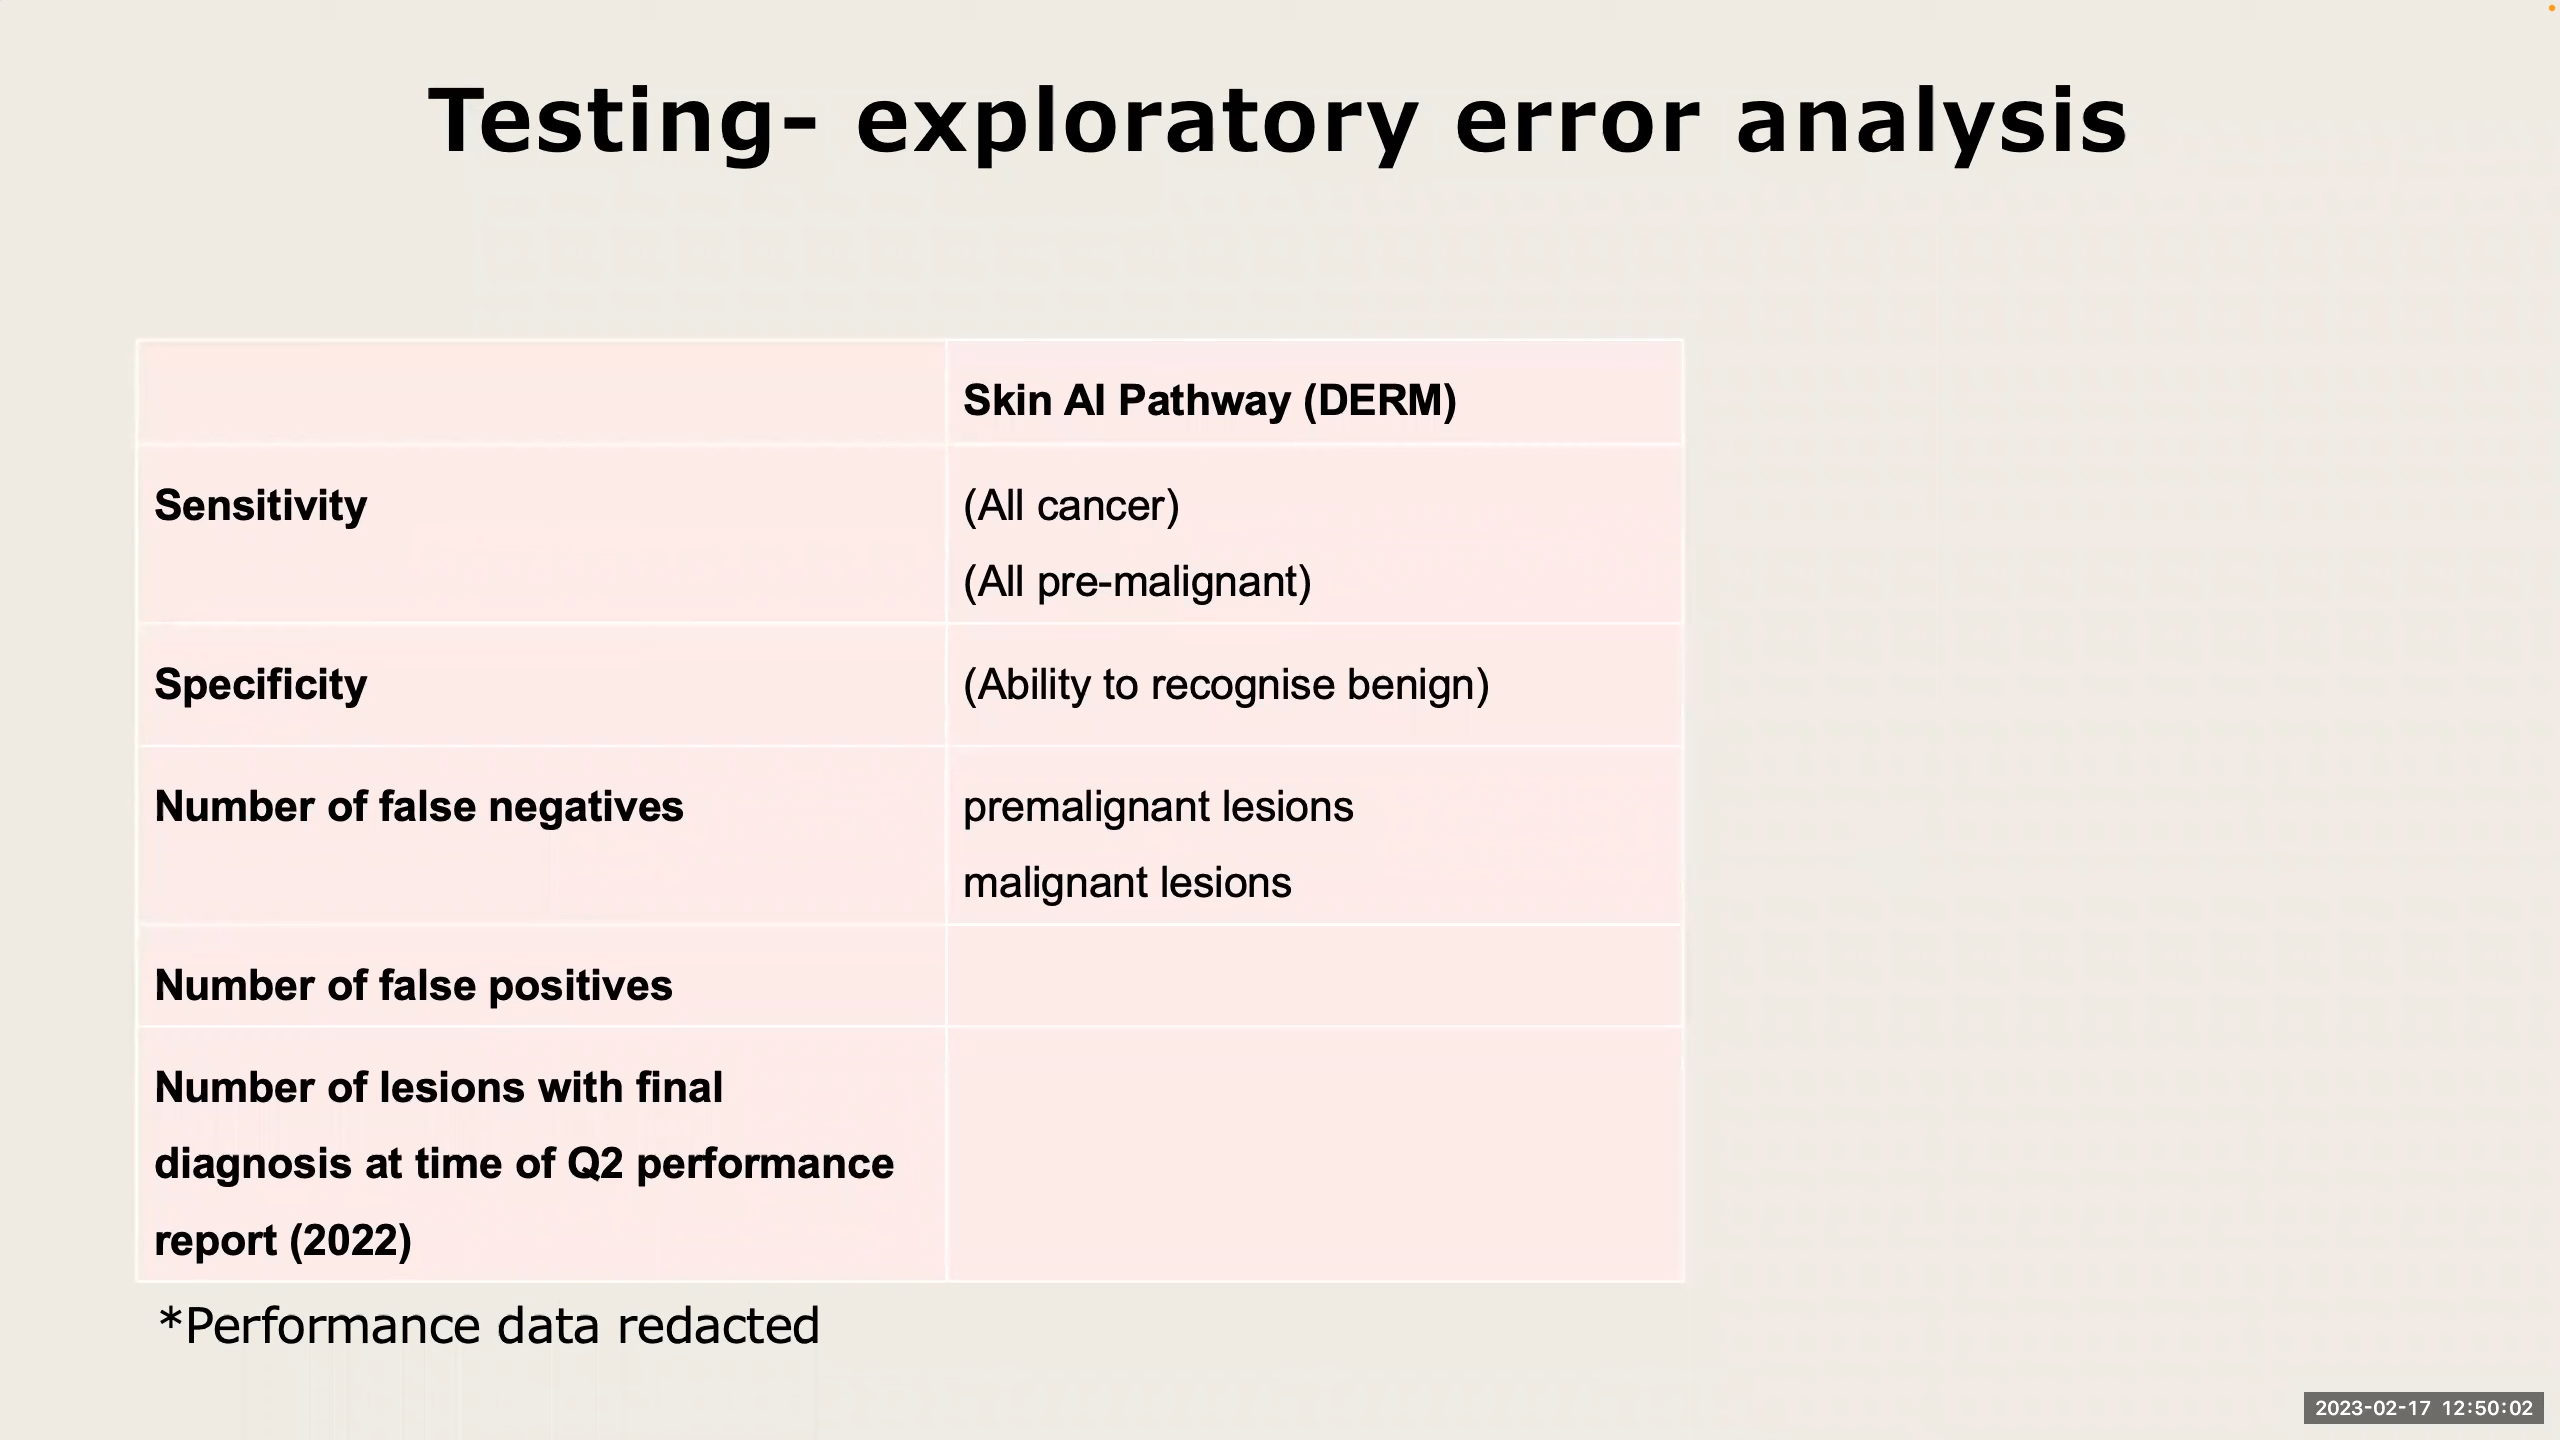 Testing- exploratory error analysis
Skin AI Pathway (DERM)
Sensitivity
(All cancer)
(All pre-malignant)
Specificity
(Ability to recognise benign)
Number of false negatives
premalignant lesions
malignant lesions
Number of false positives
Number of lesions with final
diagnosis at time of Q2 performance
report (2022)
*Performance data redacted
2023-02-17 12:50:02